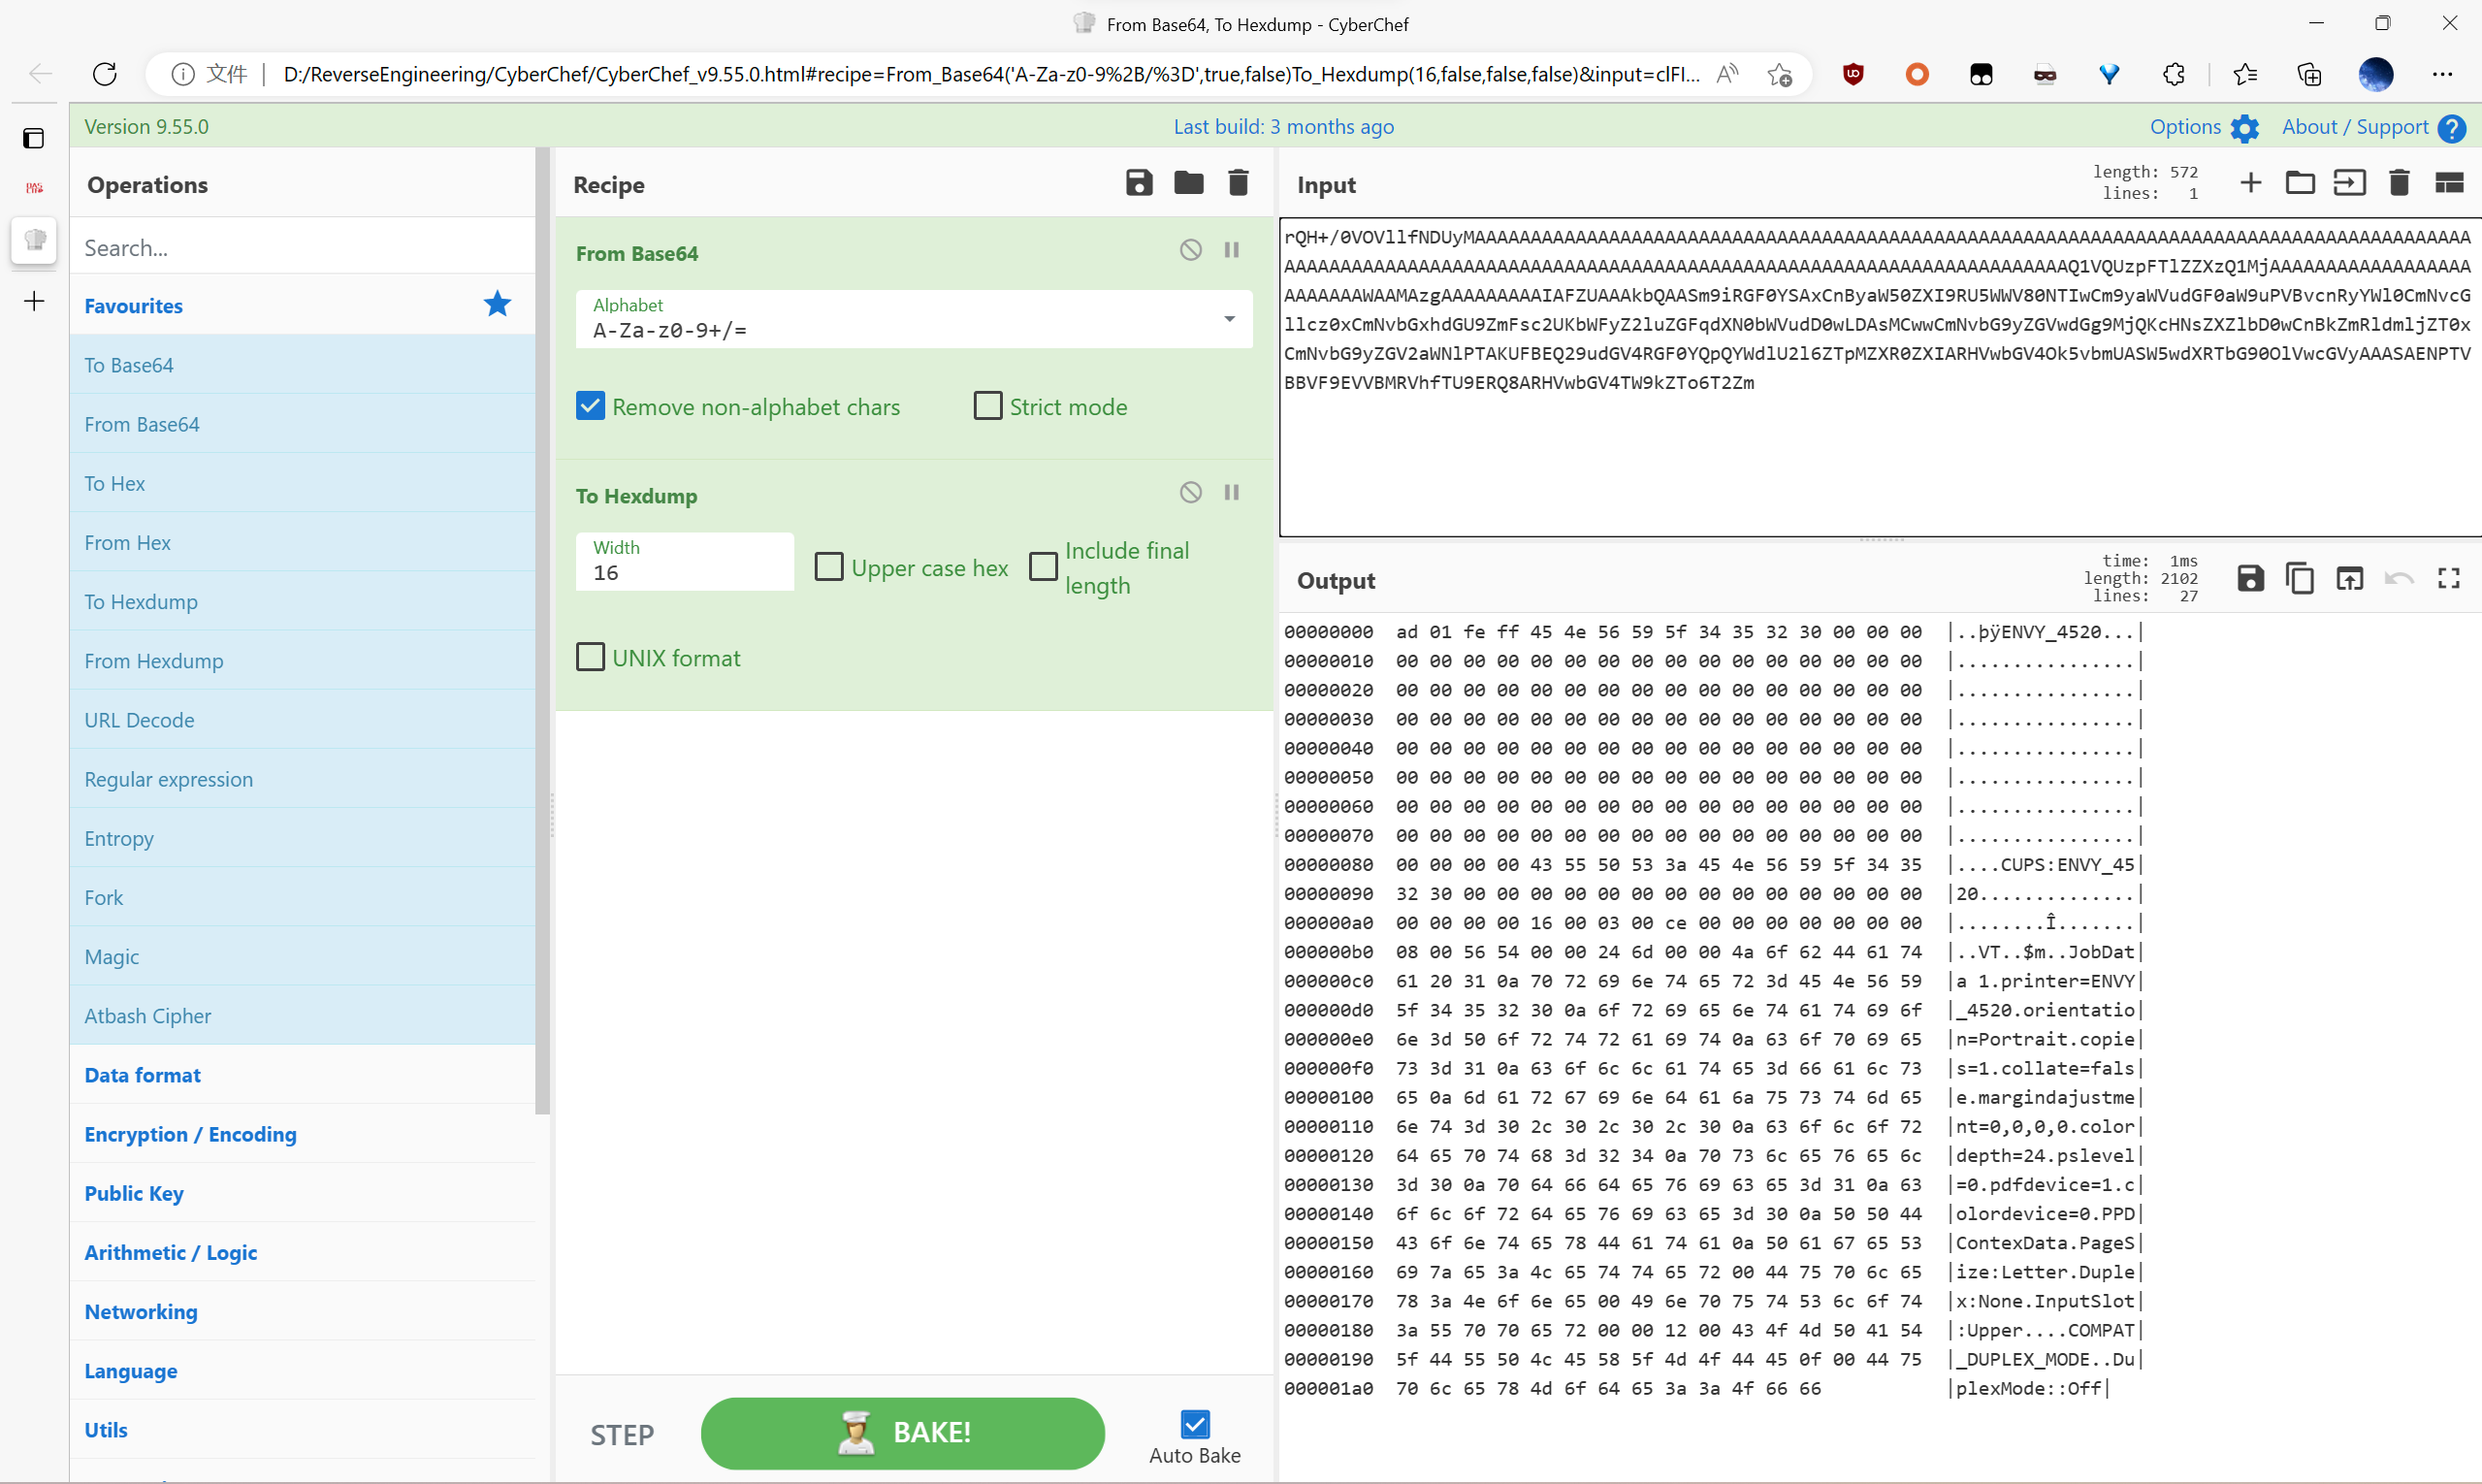 From Base64, To Hexdump - CyberChef
文件
D:/ReverseEngineering/CyberChef/CyberChef_v9.55.0.html#recipe=From_Base64('A-Za-z0-9%2B/%3D',true,false)To_Hexdump(16,false,false,false)&input=clFI...
Version 9.55.0
Last build: 3 months ago
Options
About / Support
Operations
Search...
Favourites
To Base64
From Base64
To Hex
From Hex
To Hexdump
From Hexdump
URL Decode
Regular expression
Entropy
Fork
Magic
Atbash Cipher
Data format
Encryption / Encoding
Public Key
Arithmetic / Logic
Networking
Language
Utils
Recipe
From Base64
Alphabet
A-Za-z0-9+/=
Remove non-alphabet chars
Strict mode
To Hexdump
Width
16
Upper case hex
Include final
length
UNIX format
STEP
BAKE!
Auto Bake
Input
length: 572
lines: 1
llcz0xCmNvbGxhdGU9ZmFsc2UKbWFyZ2luZGFqdXN0bWVudD0wLDAsMCwwCmNvbG9yZGVwdGg9MjQKcHNsZXZlbD0wCnBkZmRldmljZT0x
CmNvbG9yZGV2aWNlPTAKUFBEQ29udGV4RGF0YQpQYWdlU2l6ZTpMZXR0ZXIARHVwbGV4Ok5vbmUASW5wdXRTbG90OlVwcGVyAAASAENPTV
BBVF9EVVBMRVhfTU9ERQ8ARHVwbGV4TW9kZTo6T2Zm
Output
time: 1ms
length: 2102
lines: 27
00000000 ad 01 fe ff 45 4e 56 59 5f 34 35 32 30 00 00 00 |..þÿENVY_4520...|
00000010 00 00 00 00 00 00 00 00 00 00 00 00 00 00 00 00 |................|
00000020 00 00 00 00 00 00 00 00 00 00 00 00 00 00 00 00 |................|
00000030 00 00 00 00 00 00 00 00 00 00 00 00 00 00 00 00 |................|
00000040 00 00 00 00 00 00 00 00 00 00 00 00 00 00 00 00 |................|
00000050 00 00 00 00 00 00 00 00 00 00 00 00 00 00 00 00 |................|
00000060 00 00 00 00 00 00 00 00 00 00 00 00 00 00 00 00 |................|
00000070 00 00 00 00 00 00 00 00 00 00 00 00 00 00 00 00 |................|
00000080 00 00 00 00 43 55 50 53 3a 45 4e 56 59 5f 34 35 |....CUPS:ENVY_45|
00000090 32 30 00 00 00 00 00 00 00 00 00 00 00 00 00 00 |20..............|
000000a0 00 00 00 00 16 00 03 00 ce 00 00 00 00 00 00 00 |........Î.......|
000000b0 08 00 56 54 00 00 24 6d 00 00 4a 6f 62 44 61 74 |..VT..$m..JobDat|
000000c0 61 20 31 0a 70 72 69 6e 74 65 72 3d 45 4e 56 59 |a 1.printer=ENVY|
000000d0 5f 34 35 32 30 0a 6f 72 69 65 6e 74 61 74 69 6f |_4520.orientatio|
000000e0 6e 3d 50 6f 72 74 72 61 69 74 0a 63 6f 70 69 65 |n=Portrait.copie|
000000f0 73 3d 31 0a 63 6f 6c 6c 61 74 65 3d 66 61 6c 73 |s=1.collate=fals|
00000100 65 0a 6d 61 72 67 69 6e 64 61 6a 75 73 74 6d 65 |e.margindajustme|
00000110 6e 74 3d 30 2c 30 2c 30 2c 30 0a 63 6f 6c 6f 72 |nt=0,0,0,0.color|
00000120 64 65 70 74 68 3d 32 34 0a 70 73 6c 65 76 65 6c |depth=24.pslevel|
00000130 3d 30 0a 70 64 66 64 65 76 69 63 65 3d 31 0a 63 |=0.pdfdevice=1.c|
00000140 6f 6c 6f 72 64 65 76 69 63 65 3d 30 0a 50 50 44 |olordevice=0.PPD|
00000150 43 6f 6e 74 65 78 44 61 74 61 0a 50 61 67 65 53 |ContexData.PageS|
00000160 69 7a 65 3a 4c 65 74 74 65 72 00 44 75 70 6c 65 |ize:Letter.Duple|
00000170 78 3a 4e 6f 6e 65 00 49 6e 70 75 74 53 6c 6f 74 |x:None.InputSlot|
00000180 3a 55 70 70 65 72 00 00 12 00 43 4f 4d 50 41 54 |:Upper....COMPAT|
00000190 5f 44 55 50 4c 45 58 5f 4d 4f 44 45 0f 00 44 75 |_DUPLEX_MODE..Du|
000001a0 70 6c 65 78 4d 6f 64 65 3a 3a 4f 66 66 |plexMode::Off|